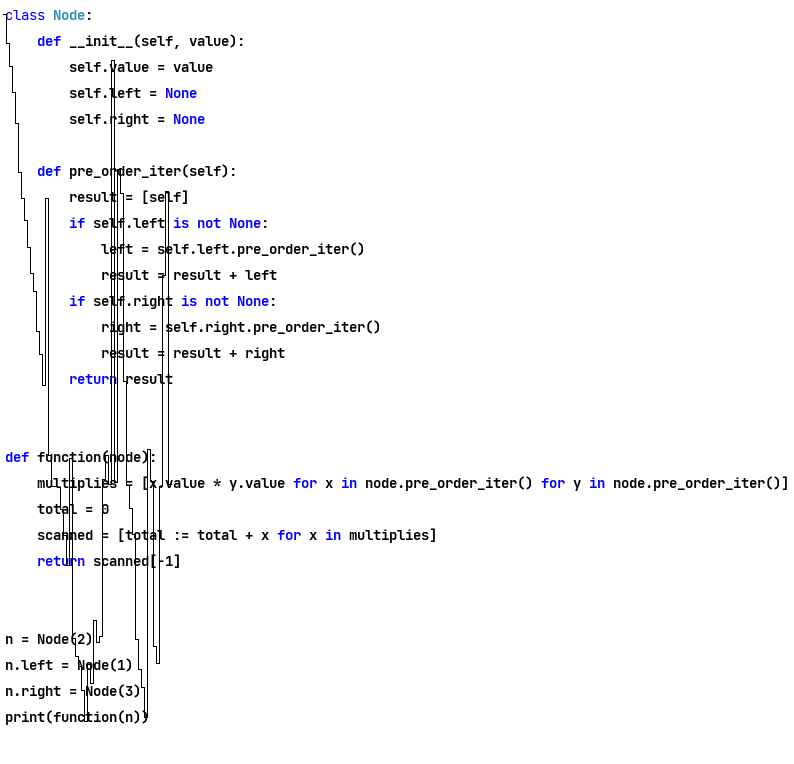 class Node:
    def __init__(self, value):
        self.value = value
        self.left = None
        self.right = None

    def pre_order_iter(self):
        result = [self]
        if self.left is not None:
            left = self.left.pre_order_iter()
            result = result + left
        if self.right is not None:
            right = self.right.pre_order_iter()
            result = result + right
        return result


def function(node):
    multiplies = [x.value * y.value for x in node.pre_order_iter() for y in node.pre_order_iter()]
    total = 0
    scanned = [total := total + x for x in multiplies]
    return scanned[-1]


n = Node(2)
n.left = Node(1)
n.right = Node(3)
print(function(n))